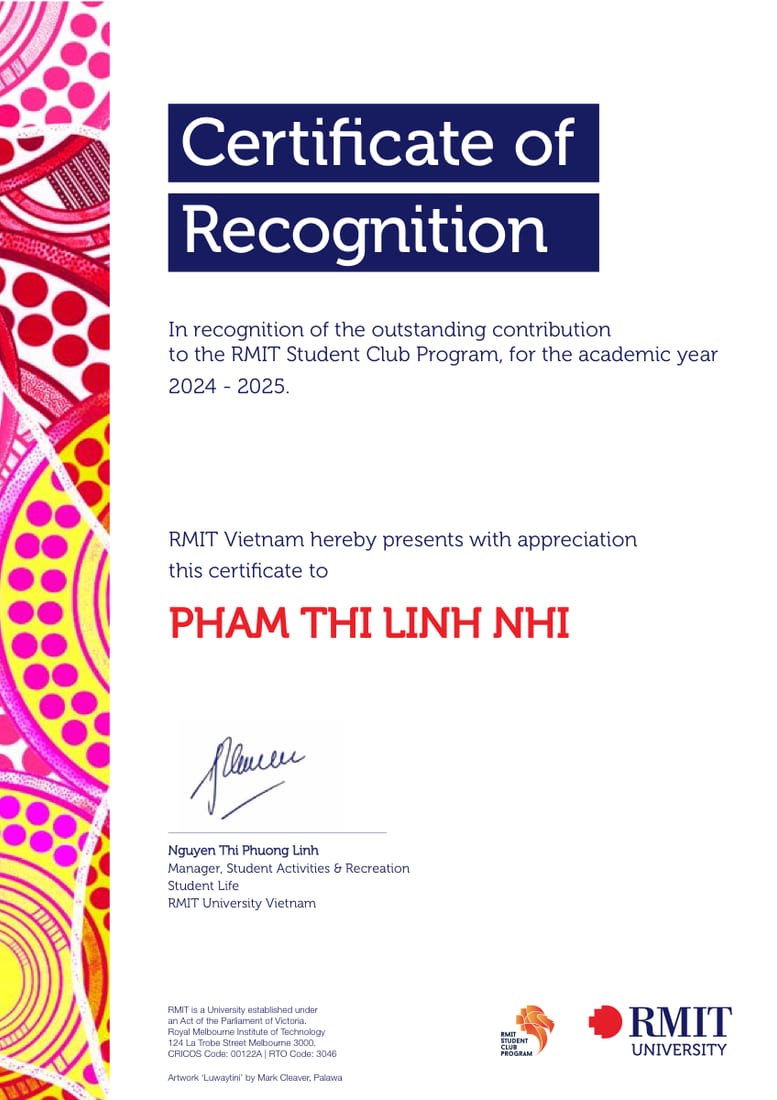 Certificate of
Recognition
In recognition of the outstanding contribution
to the RMIT Student Club Program, for the academic year
2024 - 2025.
RMIT Vietnam hereby presents with appreciation
this certificate to
PHAM THI LINH NHI
Nguyen Thi Phuong Linh
Manager, Student Activities & Recreation
Student Life
RMIT University Vietnam
RMIT is a University established under
an Act of the Parliament of Victoria.
Royal Melbourne Institute of Technology
124 La Trobe Street Melbourne 3000.
CRICOS Code: 00122A | RTO Code: 3046
Artwork 'Luwaytini' by Mark Cleaver, Palawa
RMIT
STUDENT
CLUB
PROGRAM
RMIT
UNIVERSITY